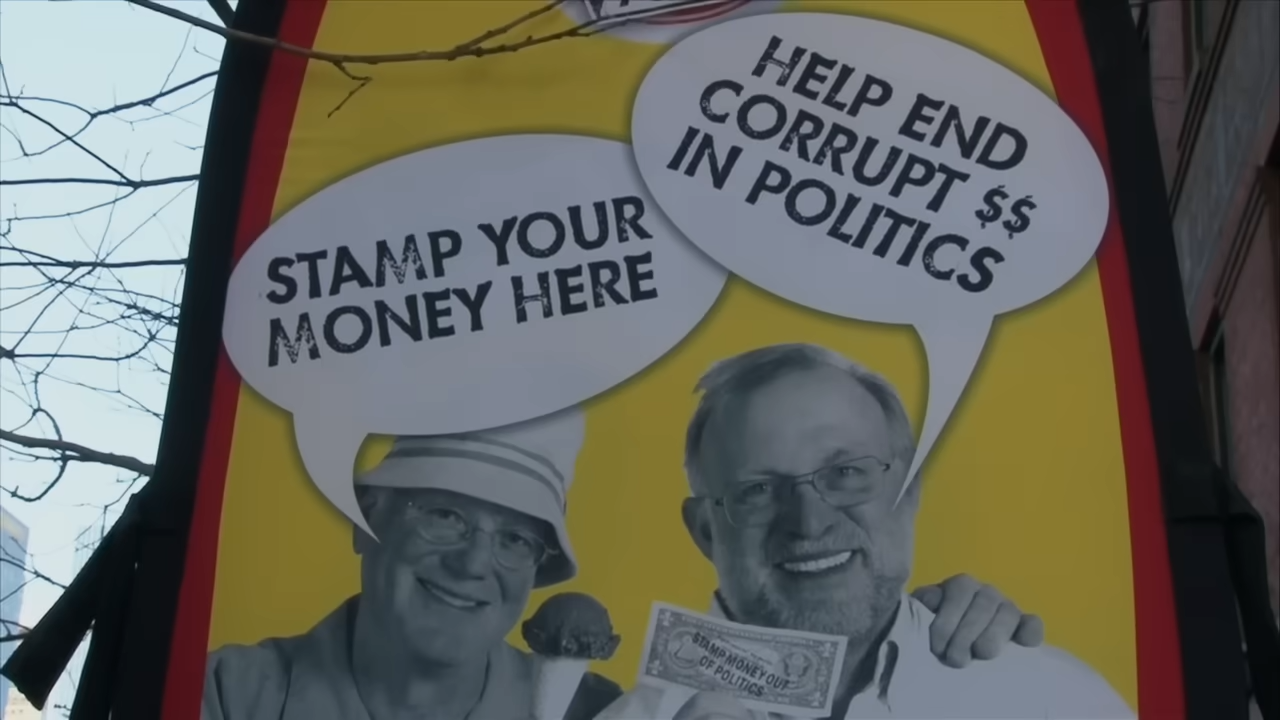 HELP END
CORRUPT $$
IN POLITICS
STAMP YOUR
MONEY HERE
STAMP MONEY OUT
OF POLITICS